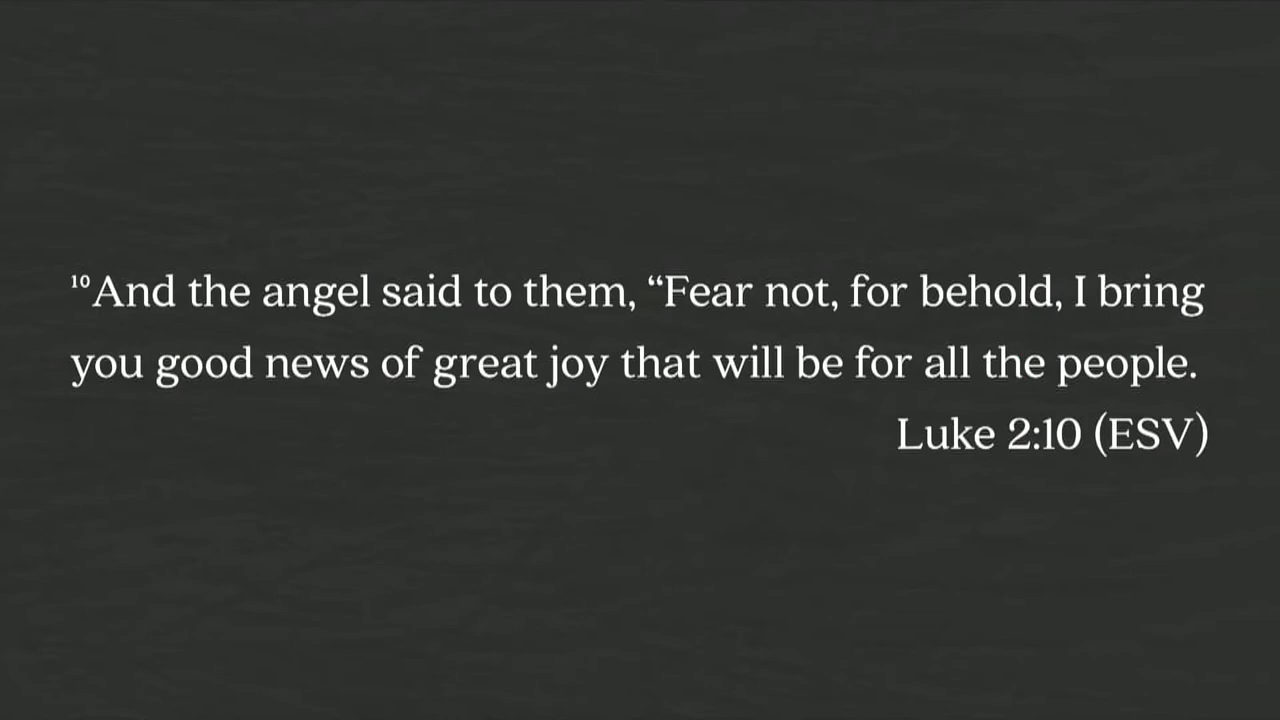 ¹⁰And the angel said to them, “Fear not, for behold, I bring
you good news of great joy that will be for all the people.
Luke 2:10 (ESV)